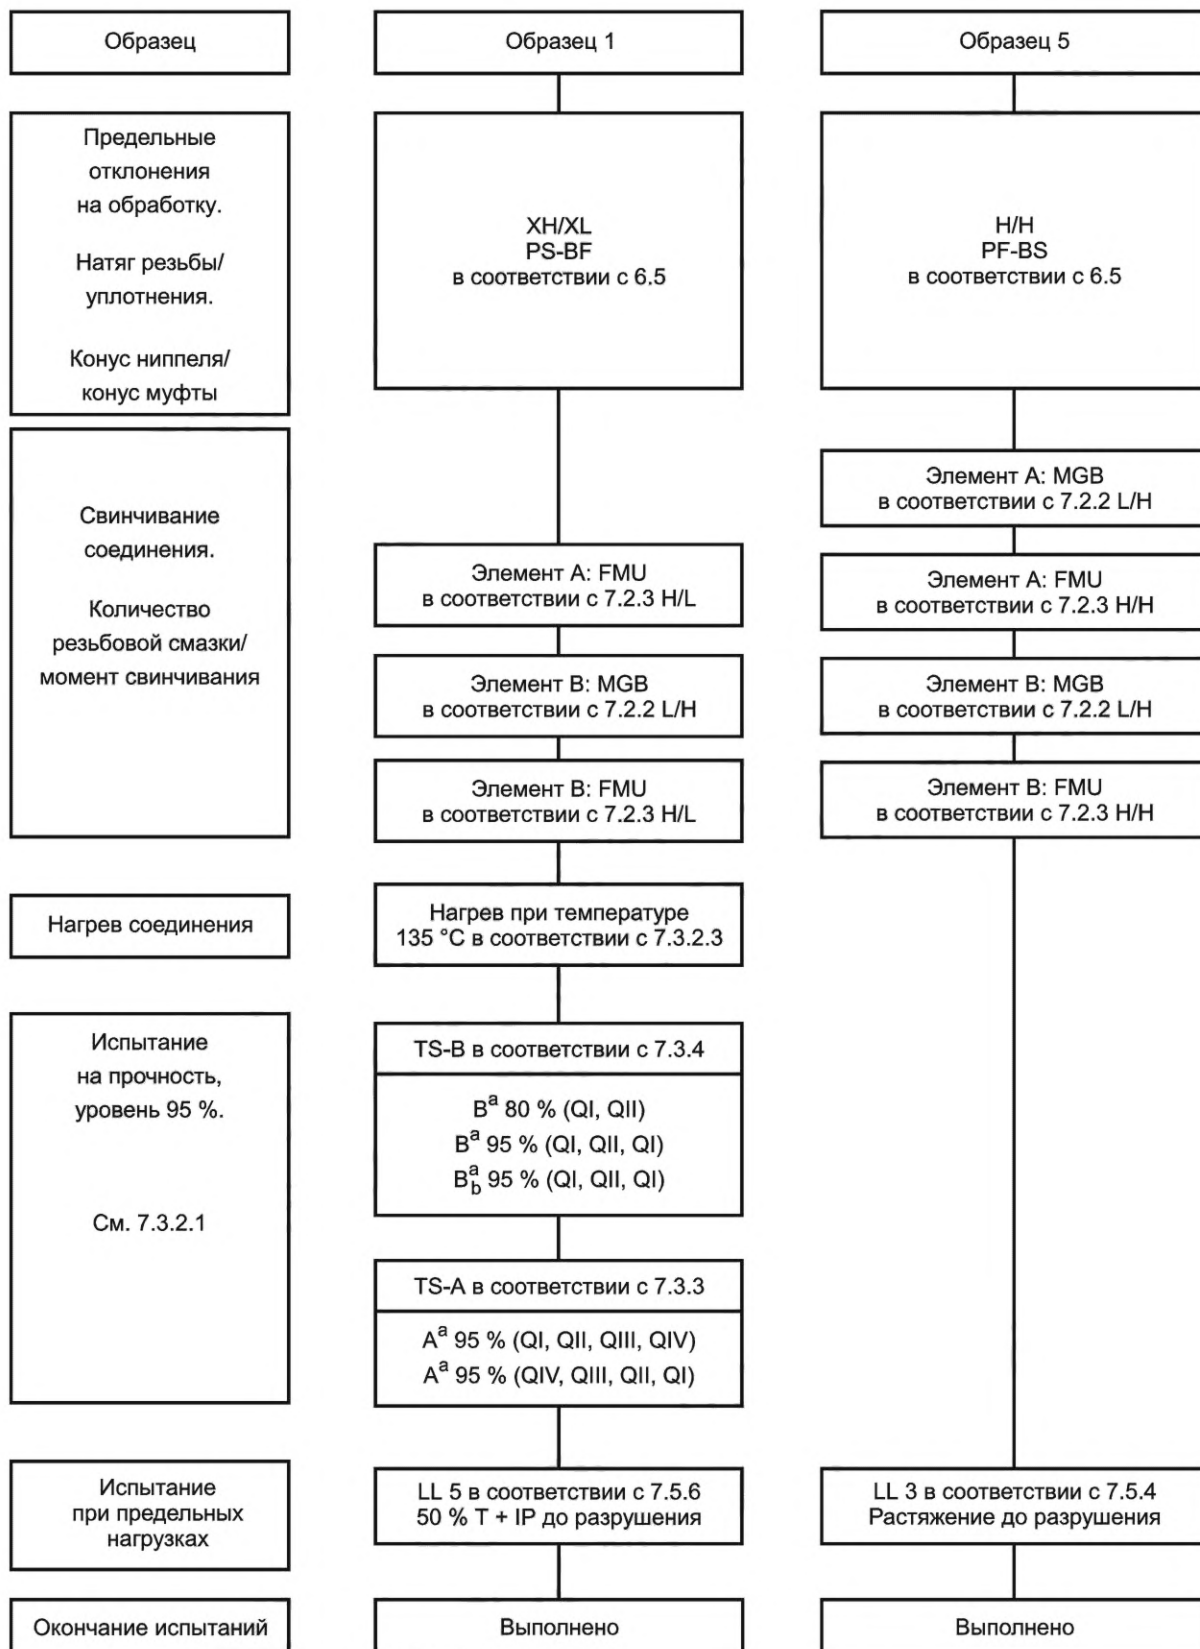 Образец
Образец 1
Образец 5
Предельные
отклонения
на обработку.
Натяг резьбы/
уплотнения.
Конус ниппеля/
конус муфты
XH/XL
PS-BF
в соответствии с 6.5
H/H
PF-BS
в соответствии с 6.5
Свинчивание
соединения.
Количество
резьбовой смазки/
момент свинчивания
Элемент A: FMU
в соответствии с 7.2.3 H/L
Элемент B: MGB
в соответствии с 7.2.2 L/H
Элемент B: FMU
в соответствии с 7.2.3 H/L
Элемент A: MGB
в соответствии с 7.2.2 L/H
Элемент A: FMU
в соответствии с 7.2.3 H/H
Элемент B: MGB
в соответствии с 7.2.2 L/H
Элемент B: FMU
в соответствии с 7.2.3 H/H
Нагрев соединения
Нагрев при температуре
135 °C в соответствии с 7.3.2.3
Испытание
на прочность,
уровень 95 %.
См. 7.3.2.1
TS-B в соответствии с 7.3.4
Bᵃ 80 % (QI, QII)
Bᵃ 95 % (QI, QII, QI)
B<sup>a</sup><sub>b</sub> 95 % (QI, QII, QI)
TS-A в соответствии с 7.3.3
Aᵃ 95 % (QI, QII, QIII, QIV)
Aᵃ 95 % (QIV, QIII, QII, QI)
Испытание
при предельных
нагрузках
LL 5 в соответствии с 7.5.6
50 % T + IP до разрушения
LL 3 в соответствии с 7.5.4
Растяжение до разрушения
Окончание испытаний
Выполнено
Выполнено